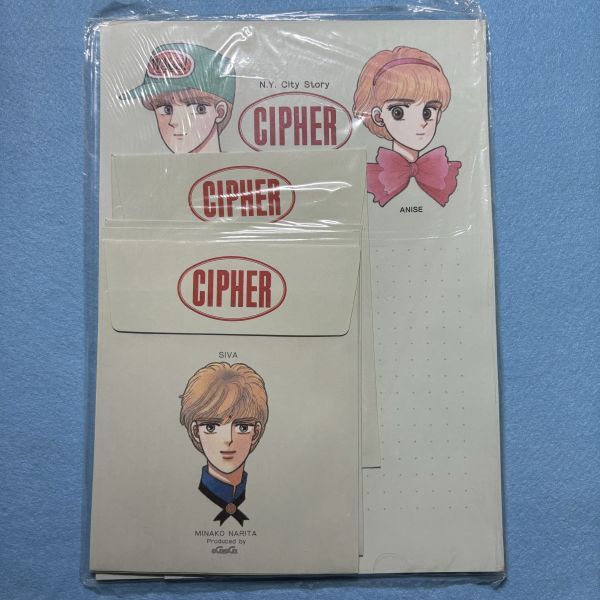 N.Y. City Story
CIPHER
ANISE
CIPHER
CIPHER
SIVA
MINAKO NARITA
Produced by